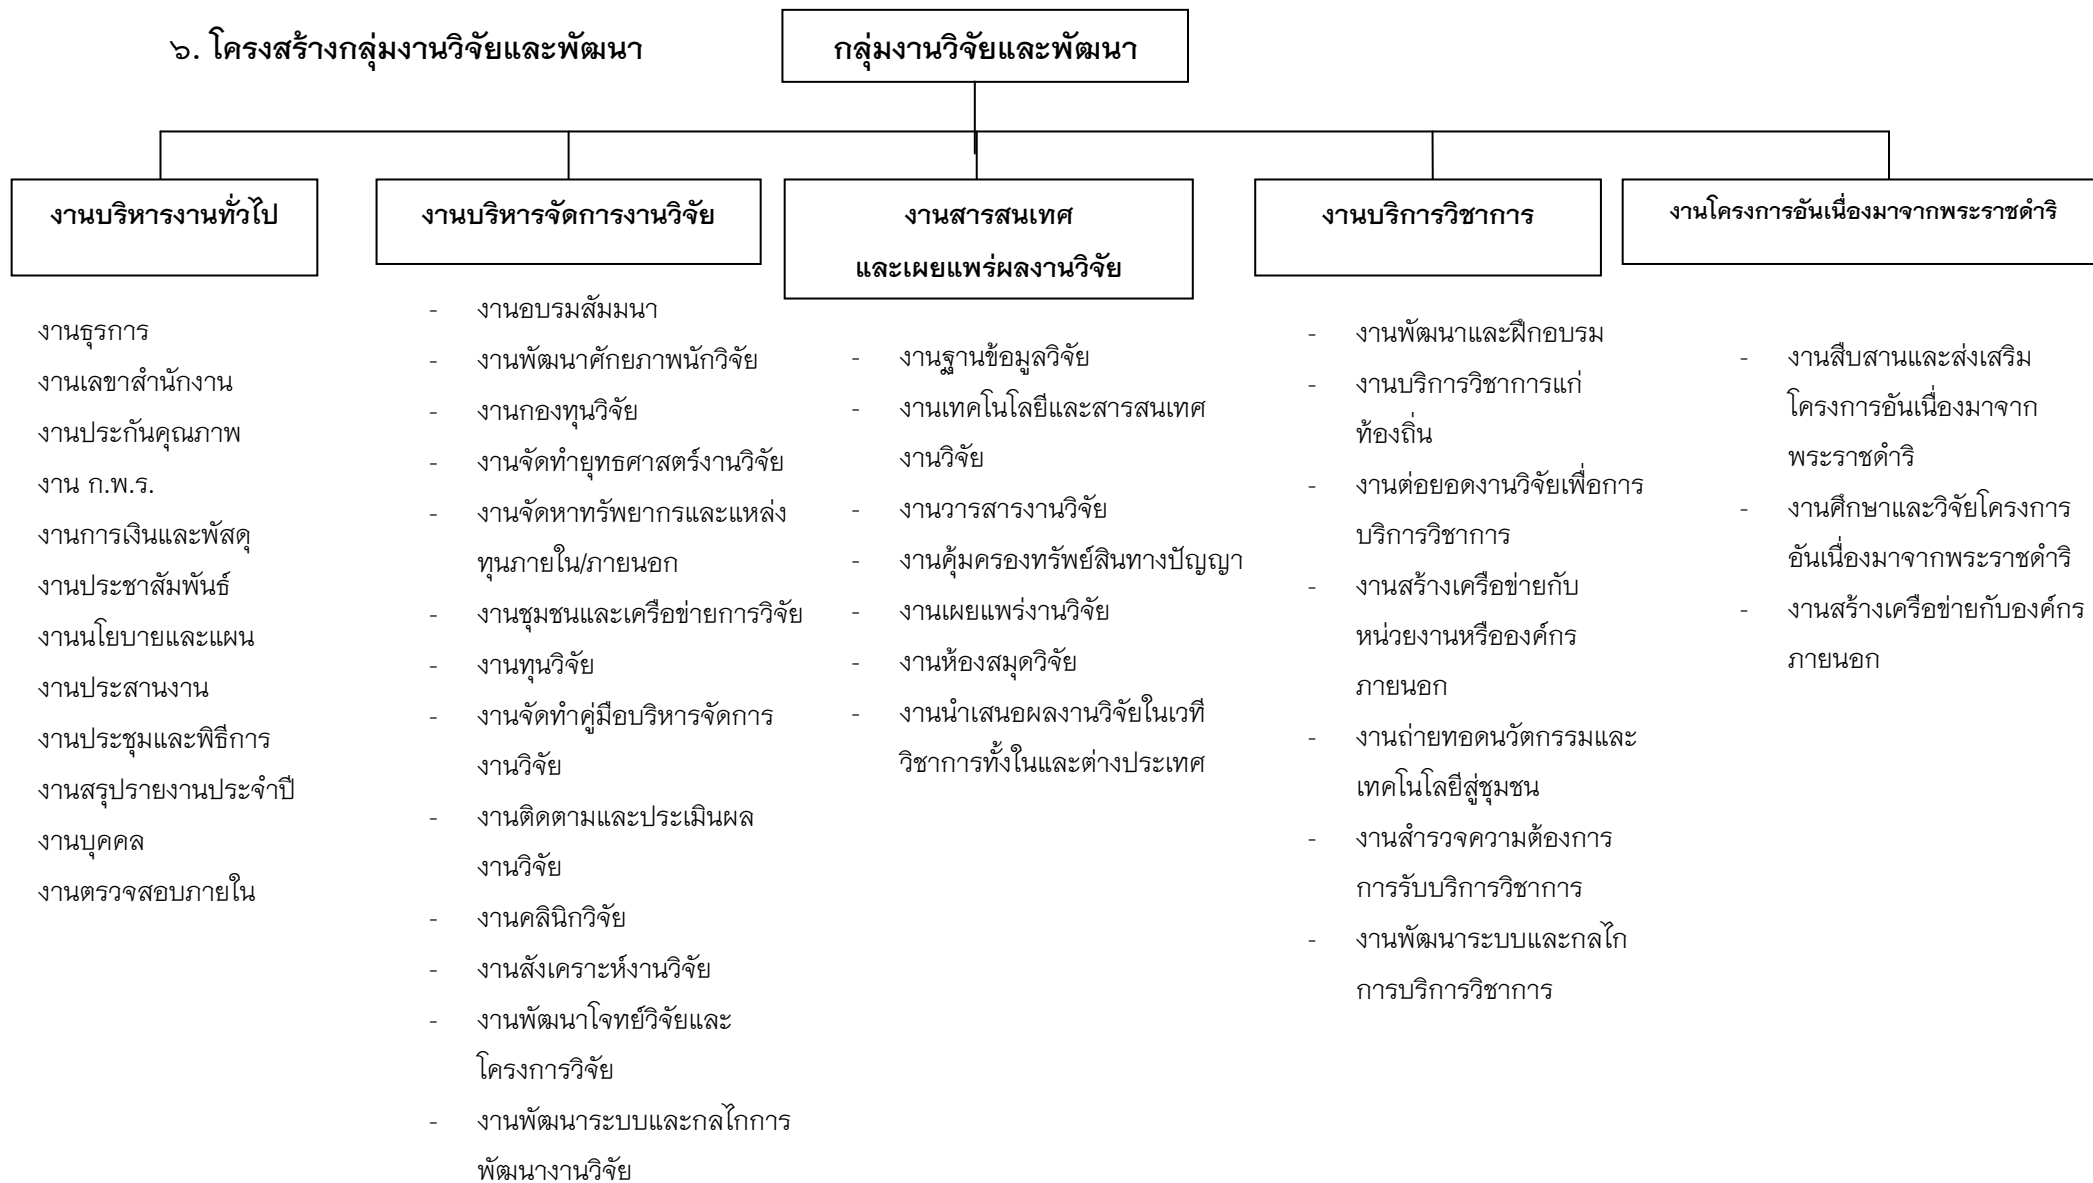 ๖. โครงสร้างกลุ่มงานวิจัยและพัฒนา
กลุ่มงานวิจัยและพัฒนา
งานบริหารงานทั่วไป
งานธุรการ
งานเลขาสำนักงาน
งานประกันคุณภาพ
งาน ก.พ.ร.
งานการเงินและพัสดุ
งานประชาสัมพันธ์
งานนโยบายและแผน
งานประสานงาน
งานประชุมและพิธีการ
งานสรุปรายงานประจำปี
งานบุคคล
งานตรวจสอบภายใน
งานบริหารจัดการงานวิจัย
- งานอบรมสัมมนา
- งานพัฒนาศักยภาพนักวิจัย
- งานกองทุนวิจัย
- งานจัดทำยุทธศาสตร์งานวิจัย
- งานจัดหาทรัพยากรและแหล่ง
ทุนภายใน/ภายนอก
- งานชุมชนและเครือข่ายการวิจัย
- งานทุนวิจัย
- งานจัดทำคู่มือบริหารจัดการ
งานวิจัย
- งานติดตามและประเมินผล
งานวิจัย
- งานคลินิกวิจัย
- งานสังเคราะห์งานวิจัย
- งานพัฒนาโจทย์วิจัยและ
โครงการวิจัย
- งานพัฒนาระบบและกลไกการ
พัฒนางานวิจัย
งานสารสนเทศ
และเผยแพร่ผลงานวิจัย
- งานฐานข้อมูลวิจัย
- งานเทคโนโลยีและสารสนเทศ
งานวิจัย
- งานวารสารงานวิจัย
- งานคุ้มครองทรัพย์สินทางปัญญา
- งานเผยแพร่งานวิจัย
- งานห้องสมุดวิจัย
- งานนำเสนอผลงานวิจัยในเวที
วิชาการทั้งในและต่างประเทศ
งานบริการวิชาการ
- งานพัฒนาและฝึกอบรม
- งานบริการวิชาการแก่
ท้องถิ่น
- งานต่อยอดงานวิจัยเพื่อการ
บริการวิชาการ
- งานสร้างเครือข่ายกับ
หน่วยงานหรือองค์กร
ภายนอก
- งานถ่ายทอดนวัตกรรมและ
เทคโนโลยีสู่ชุมชน
- งานสำรวจความต้องการ
การรับบริการวิชาการ
- งานพัฒนาระบบและกลไก
การบริการวิชาการ
งานโครงการอันเนื่องมาจากพระราชดำริ
- งานสืบสานและส่งเสริม
โครงการอันเนื่องมาจาก
พระราชดำริ
- งานศึกษาและวิจัยโครงการ
อันเนื่องมาจากพระราชดำริ
- งานสร้างเครือข่ายกับองค์กร
ภายนอก